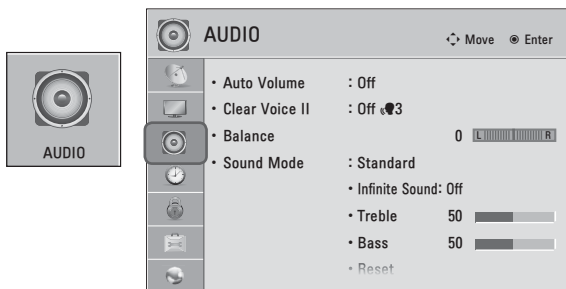 AUDIO
AUDIO
Move Enter
• Auto Volume : Off
• Clear Voice II : Off 3
• Balance 0 L R
• Sound Mode : Standard
• Infinite Sound: Off
• Treble 50
• Bass 50
• Reset